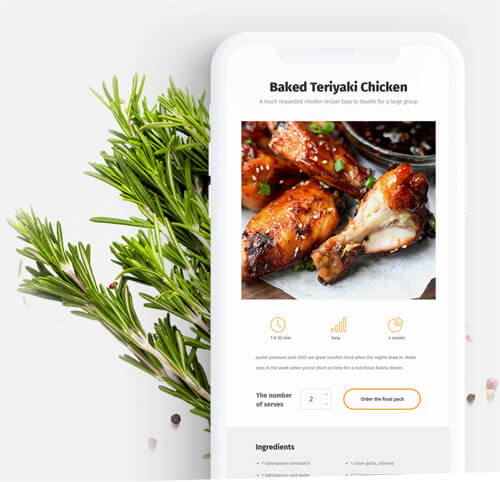 Baked Teriyaki Chicken
A much requested chicken recipe! Easy to double for a large group
1 h 30 min
Easy
4 serves
Jacket potatoes and chilli are great comfort food when the nights draw in. Make
ours in the week when you're short on time for a nutritious family dinner.
The number
of serves
2
Order the food pack
Ingredients
1 tablespoon cornstarch
1 clove garlic, minced
1 tablespoon cold water